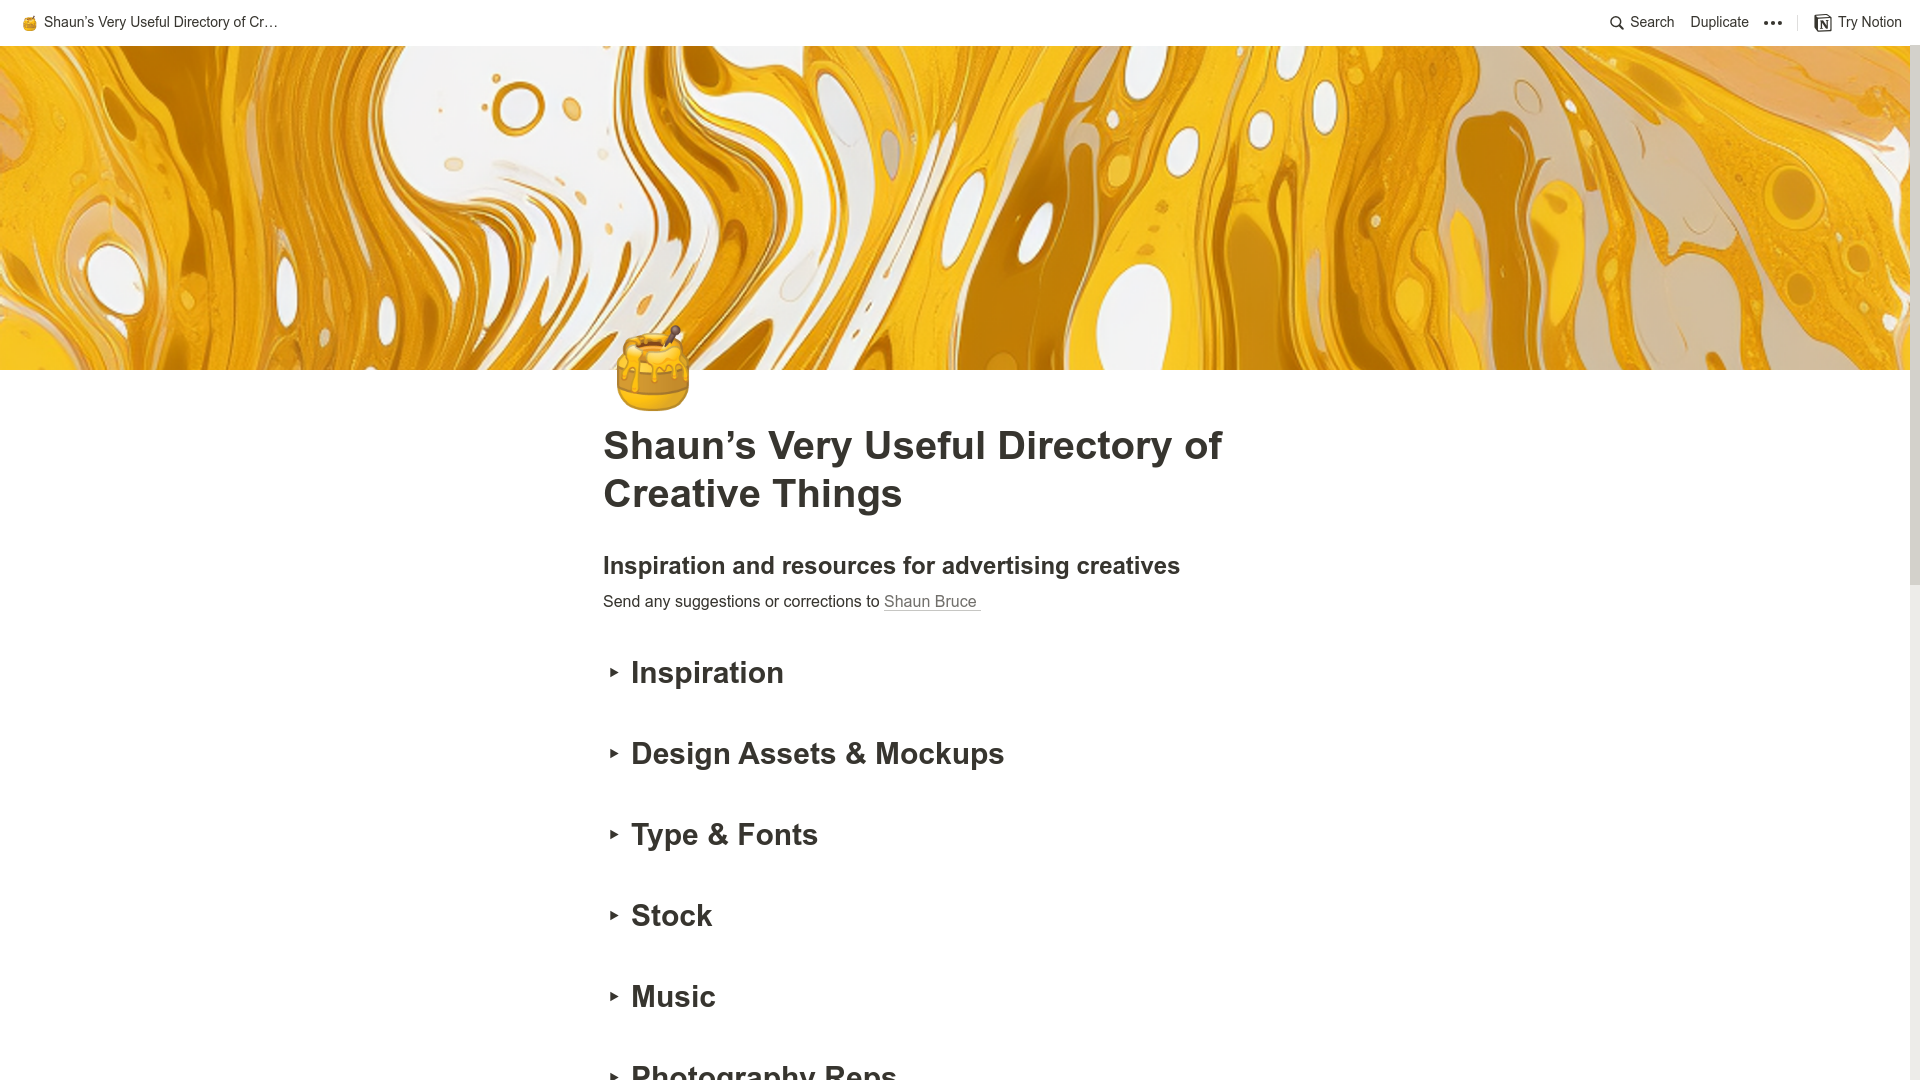 Shaun’s Very Useful Directory of Cr…
Search
Duplicate
Try Notion
Shaun’s Very Useful Directory of
Creative Things
Inspiration and resources for advertising creatives
Send any suggestions or corrections to Shaun Bruce
Inspiration
Design Assets & Mockups
Type & Fonts
Stock
Music
Photography Reps